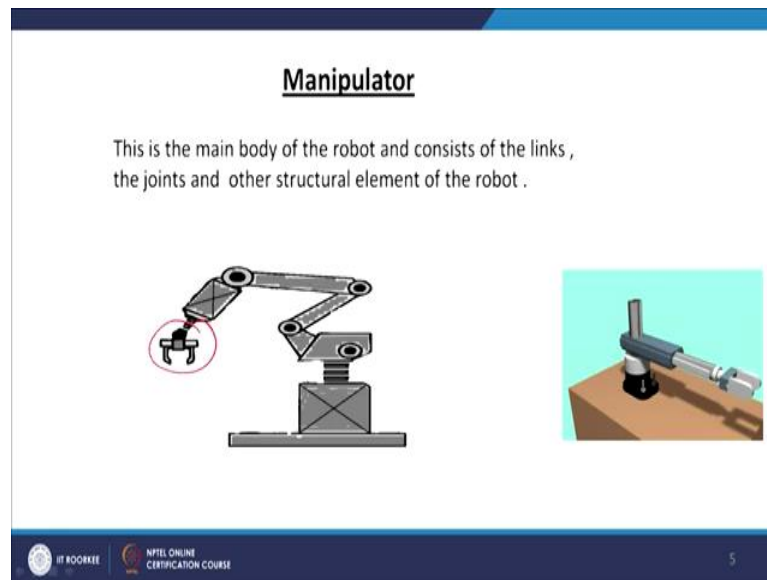 Manipulator
This is the main body of the robot and consists of the links ,
the joints and other structural element of the robot .
IIT ROORKEE
NPTEL ONLINE
CERTIFICATION COURSE
5